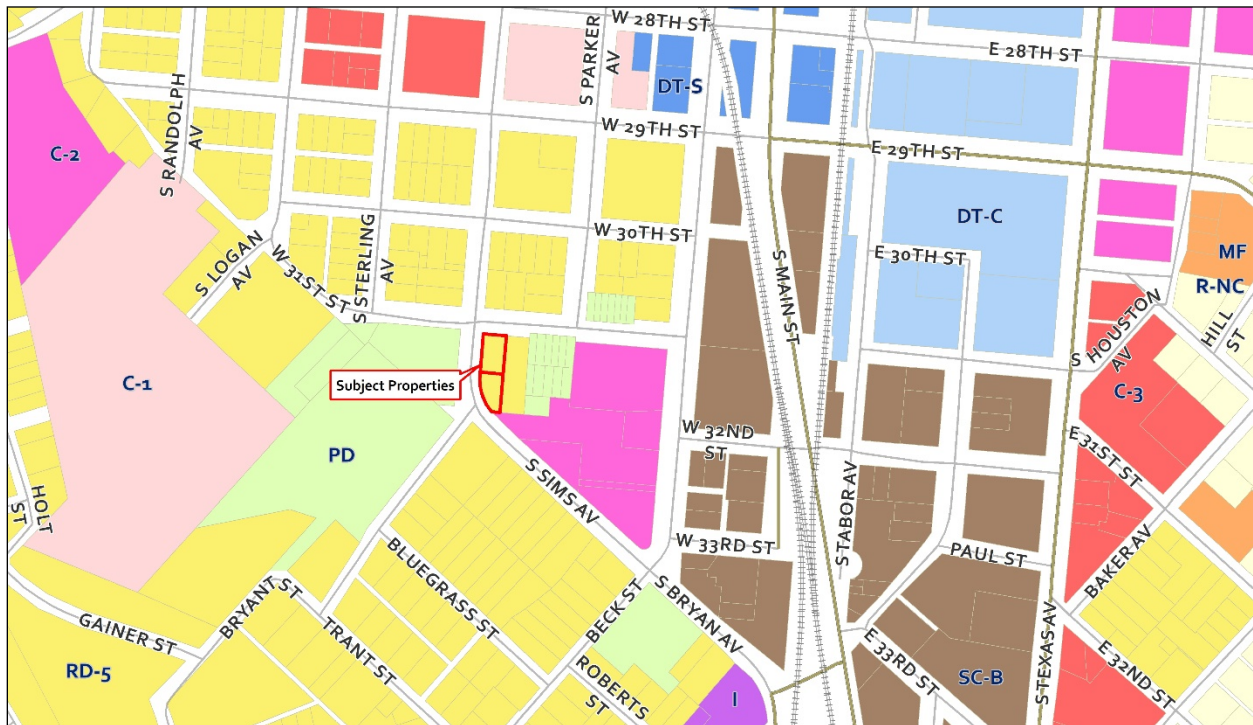 W 28TH ST
E 28TH ST
S PARKER
AV
DT-S
S RANDOLPH
AV
C-2
W 29TH ST
E 29TH ST
DT-C
W 30TH ST
E 30TH ST
MF
R-NC
S LOGAN
AV
W 31ST ST
S STERLING
AV
S MAIN ST
S HOUSTON
AV
HILL
ST
Subject Properties
C-1
C-3
PD
W 32ND
ST
E 31ST ST
HOLT
ST
S SIMS AV
S TABOR AV
W 33RD ST
PAUL ST
BAKER AV
GAINER ST
BRYANT ST
BLUEGRASS ST
TRANT ST
BECK ST
S BRYAN AV
E 33RD ST
S TEXAS AV
E 32ND ST
ROBERTS
ST
RD-5
I
SC-B